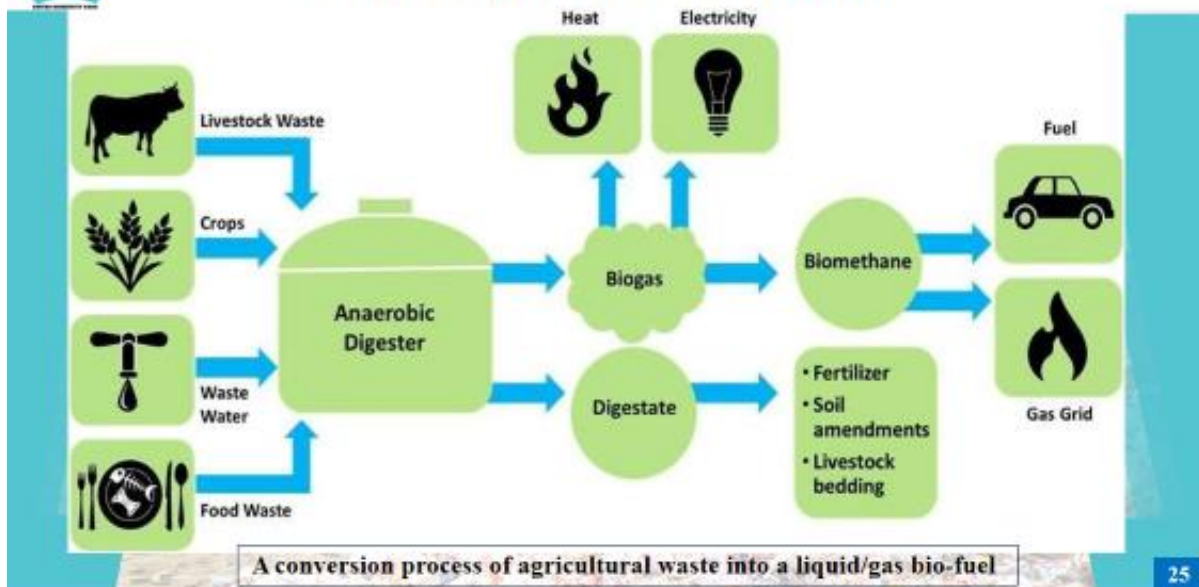 Heat
Electricity
Livestock Waste
Fuel
Crops
Biogas
Biomethane
Anaerobic
Digester
Waste
Water
Digestate
• Fertilizer
• Soil
amendments
• Livestock
bedding
Gas Grid
Food Waste
A conversion process of agricultural waste into a liquid/gas bio-fuel
25